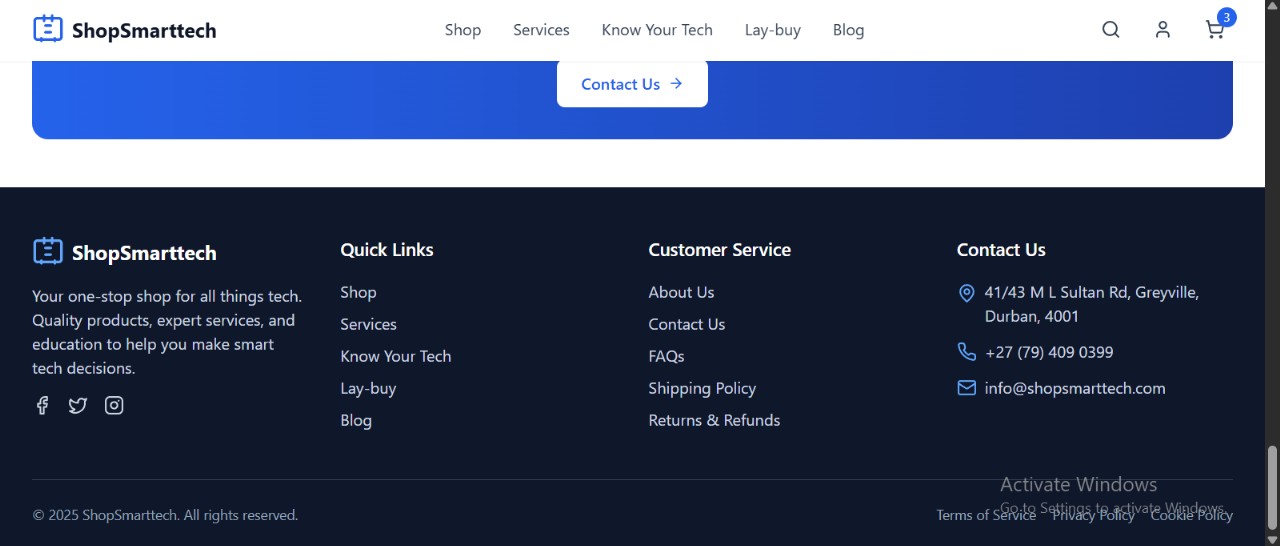 ShopSmarttech
Shop Services Know Your Tech Lay-buy Blog
3
Contact Us
ShopSmarttech
Your one-stop shop for all things tech.
Quality products, expert services, and
education to help you make smart
tech decisions.
Quick Links
Shop
Services
Know Your Tech
Lay-buy
Blog
Customer Service
About Us
Contact Us
FAQs
Shipping Policy
Returns & Refunds
Contact Us
41/43 M L Sultan Rd, Greyville,
Durban, 4001
+27 (79) 409 0399
info@shopsmarttech.com
© 2025 ShopSmarttech. All rights reserved.
Terms of Service Privacy Policy Cookie Policy
Activate Windows
Go to Settings to activate Windows.